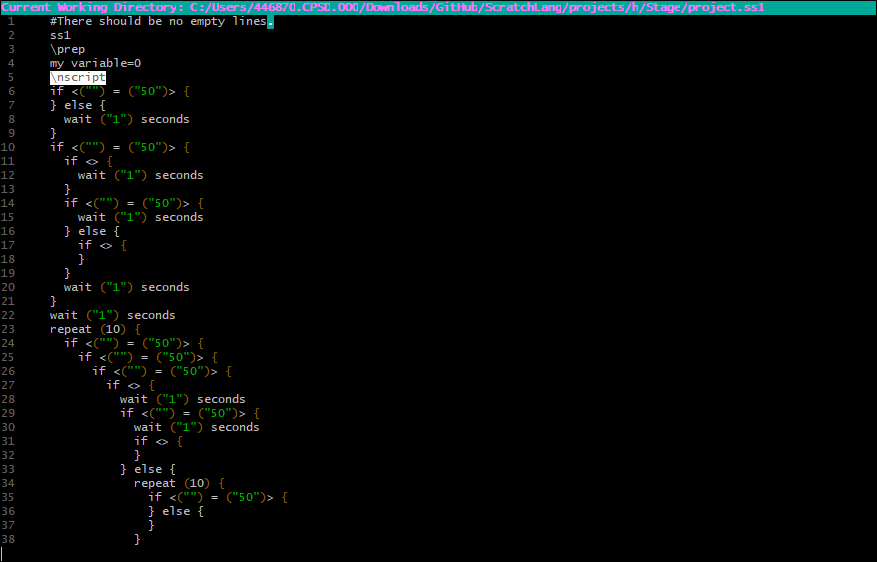 Current Working Directory: C:/Users/446870.CPSD.000/Downloads/GitHub/ScratchLang/projects/h/Stage/project.ss1
1 #There should be no empty lines.
2 ss1
3 \prep
4 my variable=0
5 \nscript
6 if <("") = ("50")> {
7 } else {
8 wait ("1") seconds
9 }
10 if <("") = ("50")> {
11 if <> {
12 wait ("1") seconds
13 }
14 if <("") = ("50")> {
15 wait ("1") seconds
16 } else {
17 if <> {
18 }
19 }
20 wait ("1") seconds
21 }
22 wait ("1") seconds
23 repeat (10) {
24 if <("") = ("50")> {
25 if <("") = ("50")> {
26 if <("") = ("50")> {
27 if <> {
28 wait ("1") seconds
29 if <("") = ("50")> {
30 wait ("1") seconds
31 if <> {
32 }
33 } else {
34 repeat (10) {
35 if <("") = ("50")> {
36 } else {
37 }
38 }